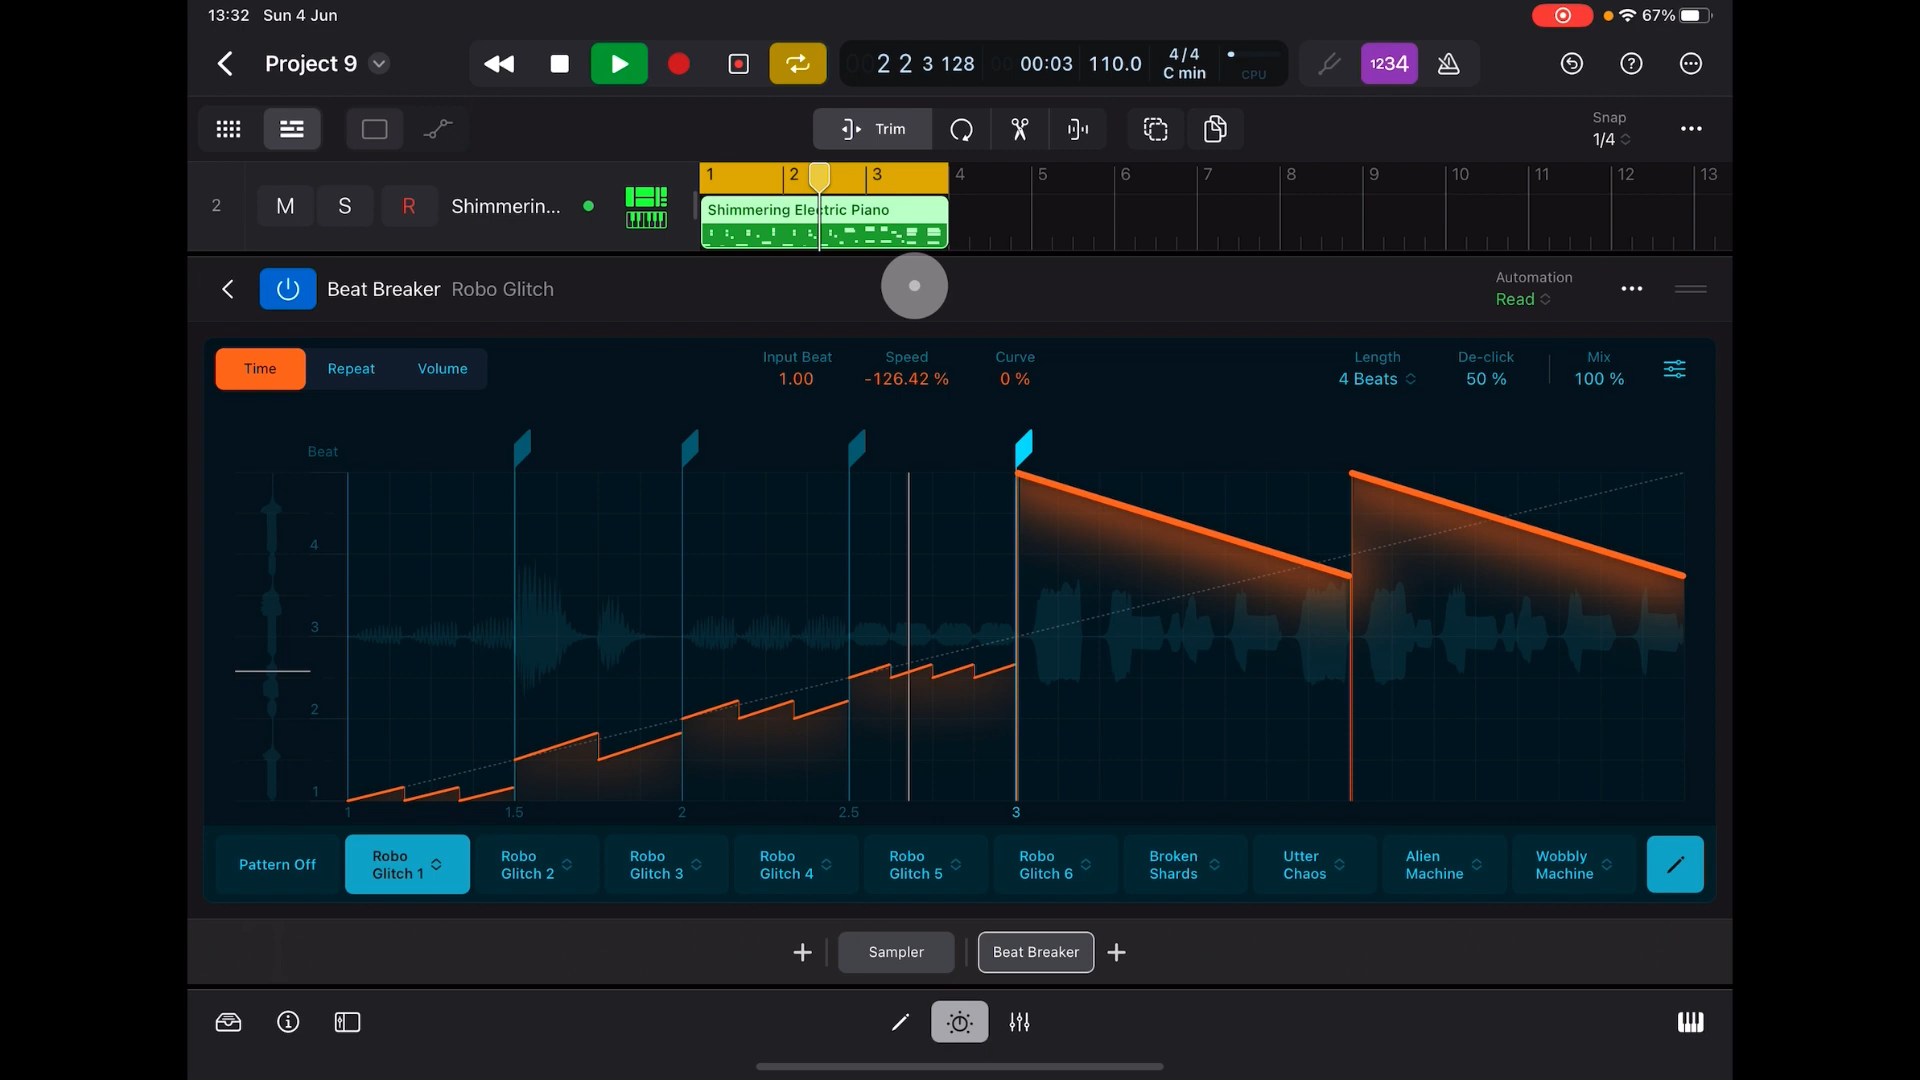 13:32 Sun 4 Jun
67%
Project 9
2 2 3 128
00:03
110.0
4/4
C min
CPU
1234
Trim
Snap
1/4
1 2 3 4 5 6 7 8 9 10 11 12 13
2
M S R Shimmerin...
Shimmering Electric Piano
Beat Breaker Robo Glitch
Automation
Read
Time Repeat Volume
Input Beat
1.00
Speed
-126.42 %
Curve
0 %
Length
4 Beats
De-click
50 %
Mix
100 %
Beat
4
3
2
1
1 1.5 2 2.5 3
Pattern Off
Robo
Glitch 1
Robo
Glitch 2
Robo
Glitch 3
Robo
Glitch 4
Robo
Glitch 5
Robo
Glitch 6
Broken
Shards
Utter
Chaos
Alien
Machine
Wobbly
Machine
Sampler
Beat Breaker